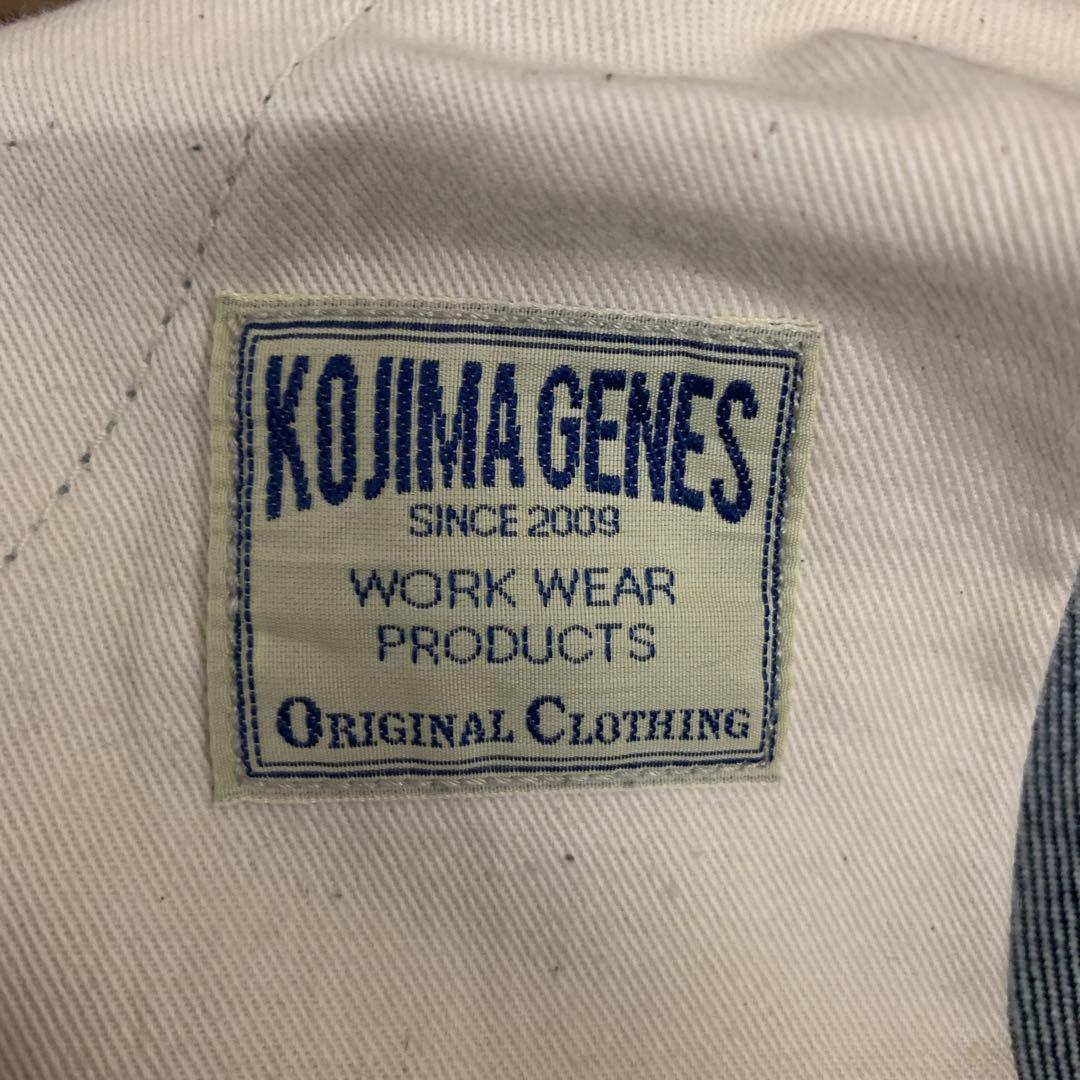 KOJIMA GENES
SINCE 2009
WORK WEAR
PRODUCTS
ORIGINAL CLOTHING